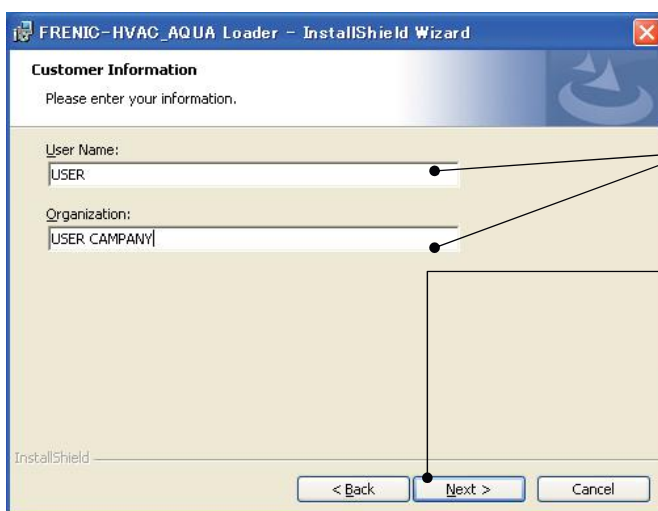 FRENIC-HVAC_AQUA Loader - InstallShield Wizard
Customer Information
Please enter your information.
User Name:
USER
Organization:
USER CAMPANY
InstallShield
< Back
Next >
Cancel